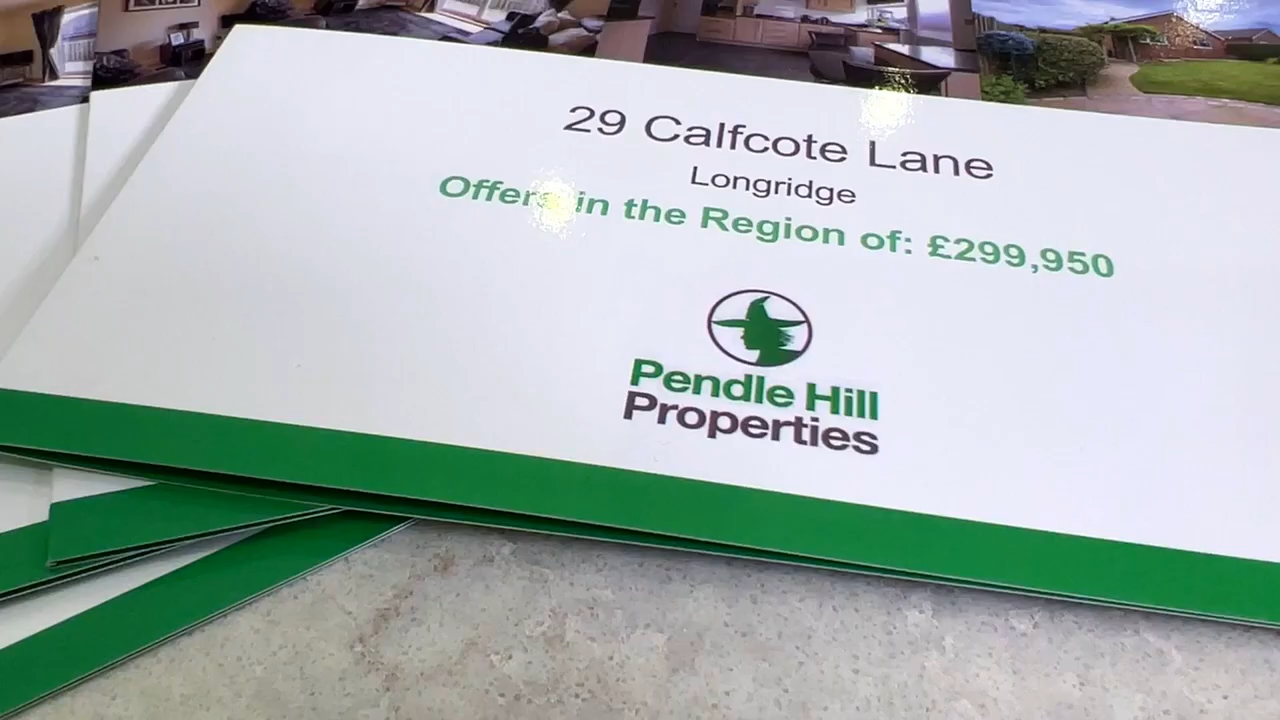 29 Calfcote Lane
Longridge
Offers in the Region of: £299,950
Pendle Hill
Properties